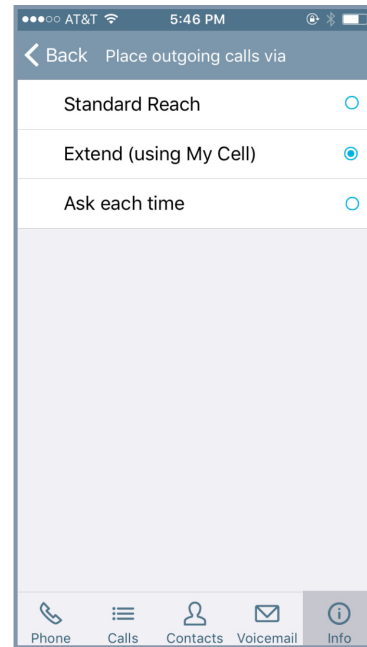 AT&T 5:46 PM
Back Place outgoing calls via
Standard Reach
Extend (using My Cell)
Ask each time
Phone Calls Contacts Voicemail Info